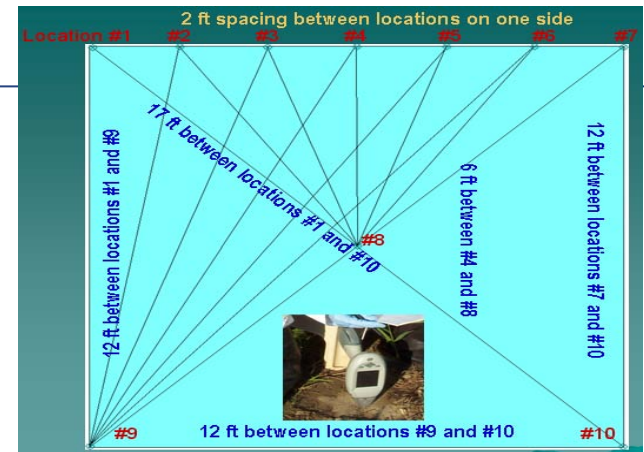 2 ft spacing between locations on one side
Location #1 #2 #3 #4 #5 #6 #7
17 ft between locations #1 and #10
12 ft between locations #1 and #9
6 ft between #4 and #8
12 ft between locations #7 and #10
#8
#9 12 ft between locations #9 and #10 #10